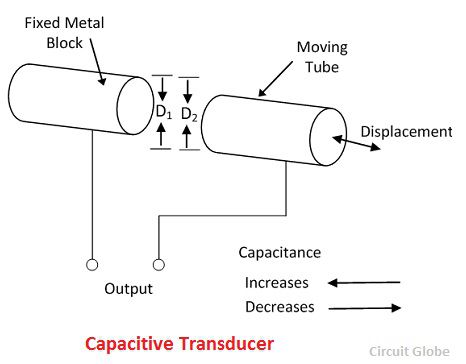 Fixed Metal
Block
Moving
Tube
D1 D2
Displacement
Capacitance
Increases
Decreases
Output
Capacitive Transducer
Circuit Globe